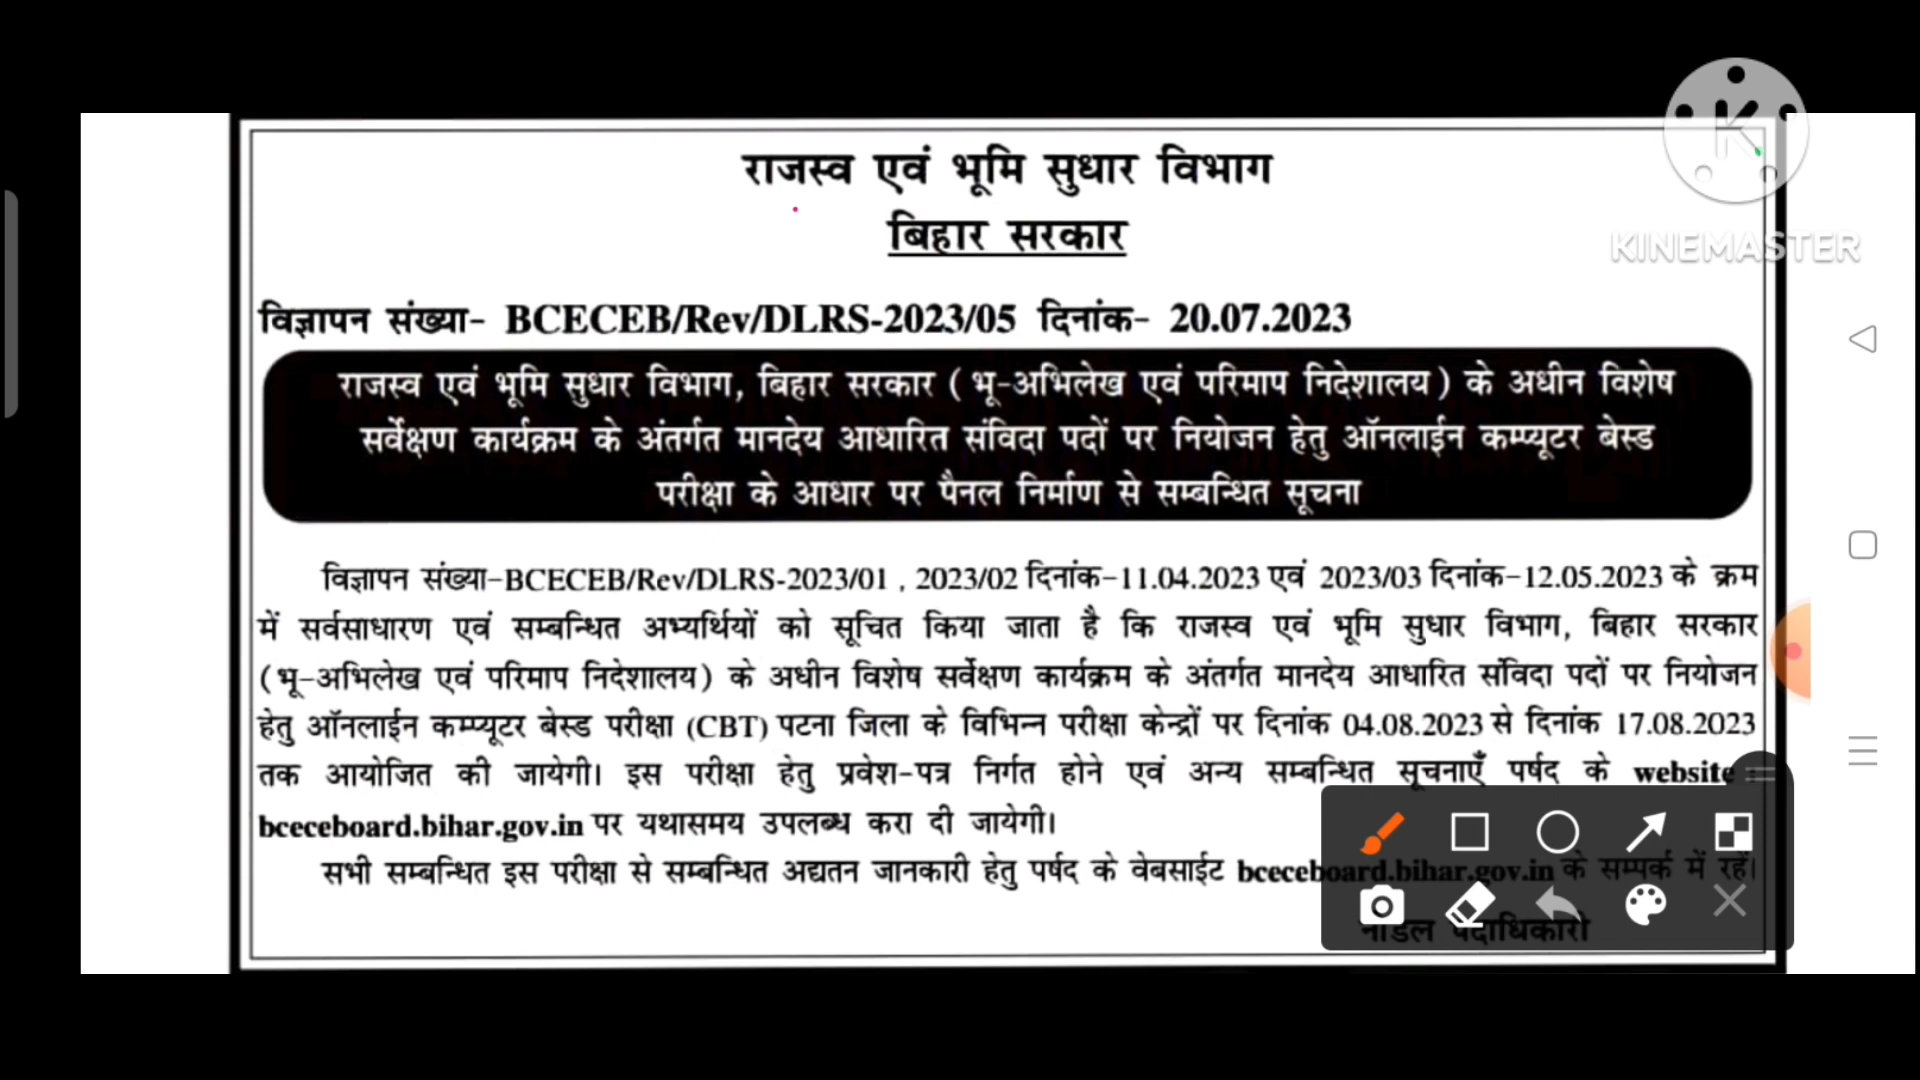 राजस्व एवं भूमि सुधार विभाग
बिहार सरकार
KINEMASTER
विज्ञापन संख्या- BCECEB/Rev/DLRS-2023/05 दिनांक- 20.07.2023
राजस्व एवं भूमि सुधार विभाग, बिहार सरकार ( भू-अभिलेख एवं परिमाप निदेशालय ) के अधीन विशेष
सर्वेक्षण कार्यक्रम के अंतर्गत मानदेय आधारित संविदा पदों पर नियोजन हेतु ऑनलाईन कम्प्यूटर बेस्ड
परीक्षा के आधार पर पैनल निर्माण से सम्बन्धित सूचना
विज्ञापन संख्या-BCECEB/Rev/DLRS-2023/01 , 2023/02 दिनांक-11.04.2023 एवं 2023/03 दिनांक-12.05.2023 के क्रम
में सर्वसाधारण एवं सम्बन्धित अभ्यर्थियों को सूचित किया जाता है कि राजस्व एवं भूमि सुधार विभाग, बिहार सरकार
( भू-अभिलेख एवं परिमाप निदेशालय ) के अधीन विशेष सर्वेक्षण कार्यक्रम के अंतर्गत मानदेय आधारित संविदा पदों पर नियोजन
हेतु ऑनलाईन कम्प्यूटर बेस्ड परीक्षा (CBT) पटना जिला के विभिन्न परीक्षा केन्द्रों पर दिनांक 04.08.2023 से दिनांक 17.08.2023
तक आयोजित की जायेगी। इस परीक्षा हेतु प्रवेश-पत्र निर्गत होने एवं अन्य सम्बन्धित सूचनाएँ पर्षद के website -
bceceboard.bihar.gov.in पर यथासमय उपलब्ध करा दी जायेगी।
सभी सम्बन्धित इस परीक्षा से सम्बन्धित अद्यतन जानकारी हेतु पर्षद के वेबसाईट bceceboard.bihar.gov.in के सम्पर्क में रहें।
नोडल पदाधिकारी